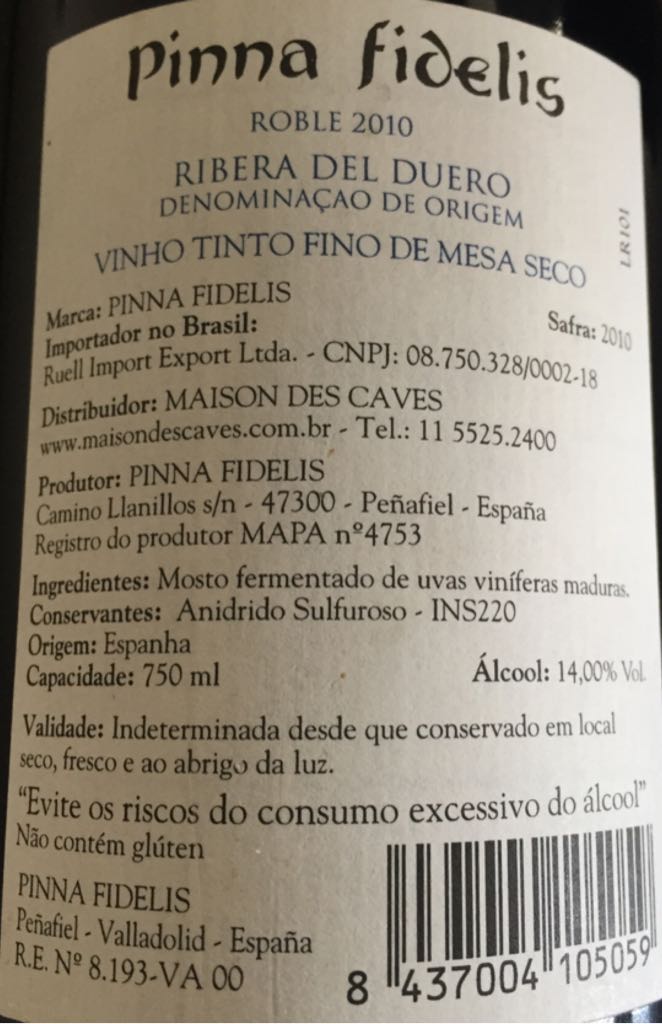 Pinna fidelis
ROBLE 2010
RIBERA DEL DUERO
DENOMINAÇAO DE ORIGEM
VINHO TINTO FINO DE MESA SECO
LR101
Marca: PINNA FIDELIS
Safra: 2010
Importador no Brasil:
Ruell Import Export Ltda. - CNPJ: 08.750.328/0002-18
Distribuidor: MAISON DES CAVES
www.maisondescaves.com.br - Tel.: 11 5525.2400
Produtor: PINNA FIDELIS
Camino Llanillos s/n - 47300 - Peñafiel - España
Registro do produtor MAPA nº4753
Ingredientes: Mosto fermentado de uvas viníferas maduras.
Conservantes: Anidrido Sulfuroso - INS220
Origem: Espanha
Capacidade: 750 ml Álcool: 14,00% Vol.
Validade: Indeterminada desde que conservado em local
seco, fresco e ao abrigo da luz.
"Evite os riscos do consumo excessivo do álcool"
Não contém glúten
PINNA FIDELIS
Peñafiel - Valladolid - España
R.E. Nº 8.193-VA 00
8 437004 105059